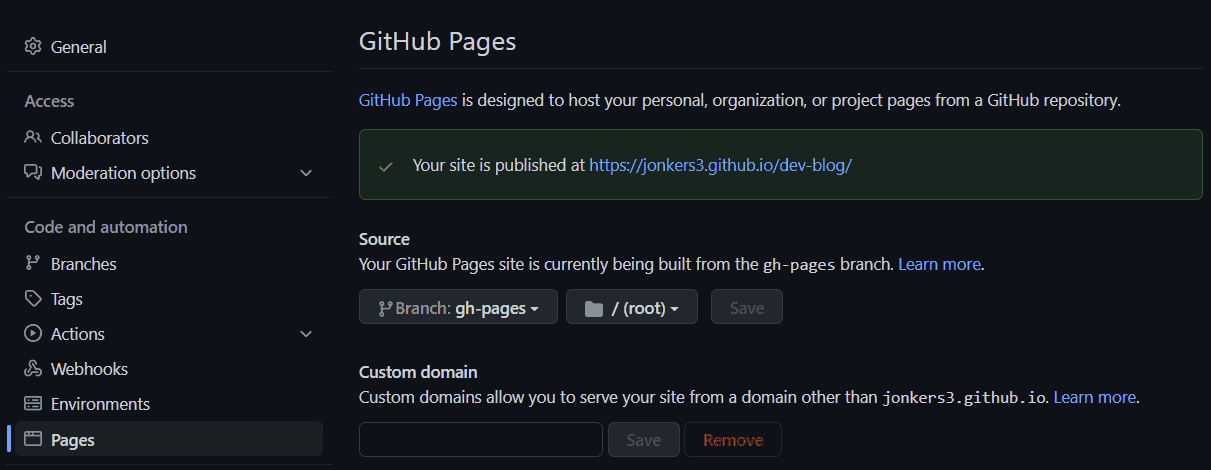 General
Access
Collaborators
Moderation options
Code and automation
Branches
Tags
Actions
Webhooks
Environments
Pages
GitHub Pages
GitHub Pages is designed to host your personal, organization, or project pages from a GitHub repository.
Your site is published at https://jonkers3.github.io/dev-blog/
Source
Your GitHub Pages site is currently being built from the gh-pages branch. Learn more.
Branch: gh-pages / (root) Save
Custom domain
Custom domains allow you to serve your site from a domain other than jonkers3.github.io. Learn more.
Save Remove